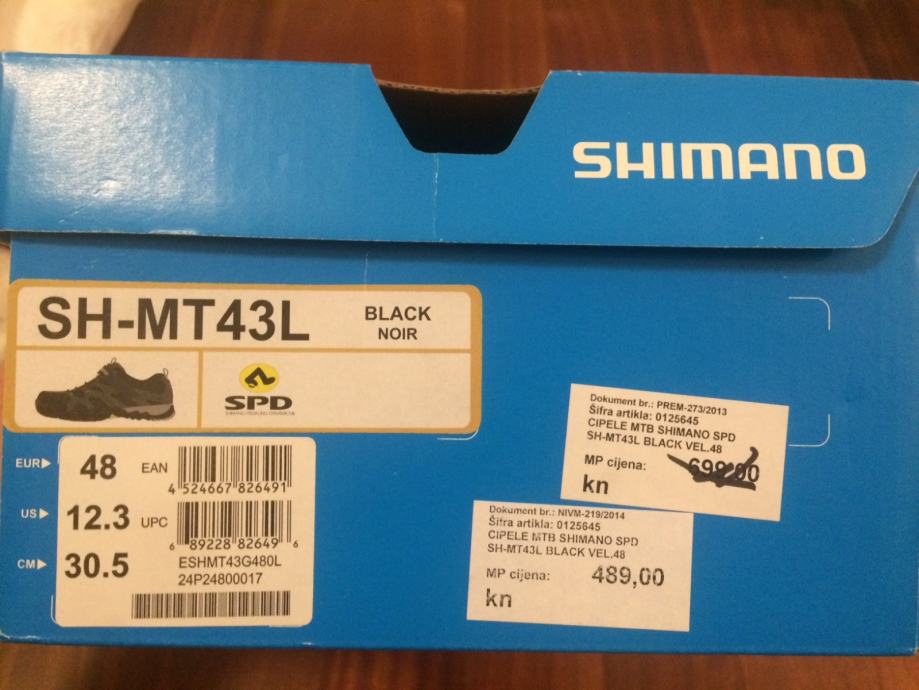 SHIMANO
SH-MT43L
BLACK
NOIR
SPD
EUR 48
EAN
4 524667 826491
US 12.3
UPC
6 89228 82649 6
CM 30.5
ESHMT43G480L
24P24800017
Dokument br.: PREM-273/2013
Šifra artikla: 0125645
CIPELE MTB SHIMANO SPD
SH-MT43L BLACK VEL.48
MP cijena: 699,00
kn
Dokument br.: NIVM-219/2014
Šifra artikla: 0125645
CIPELE MTB SHIMANO SPD
SH-MT43L BLACK VEL.48
MP cijena: 489,00
kn